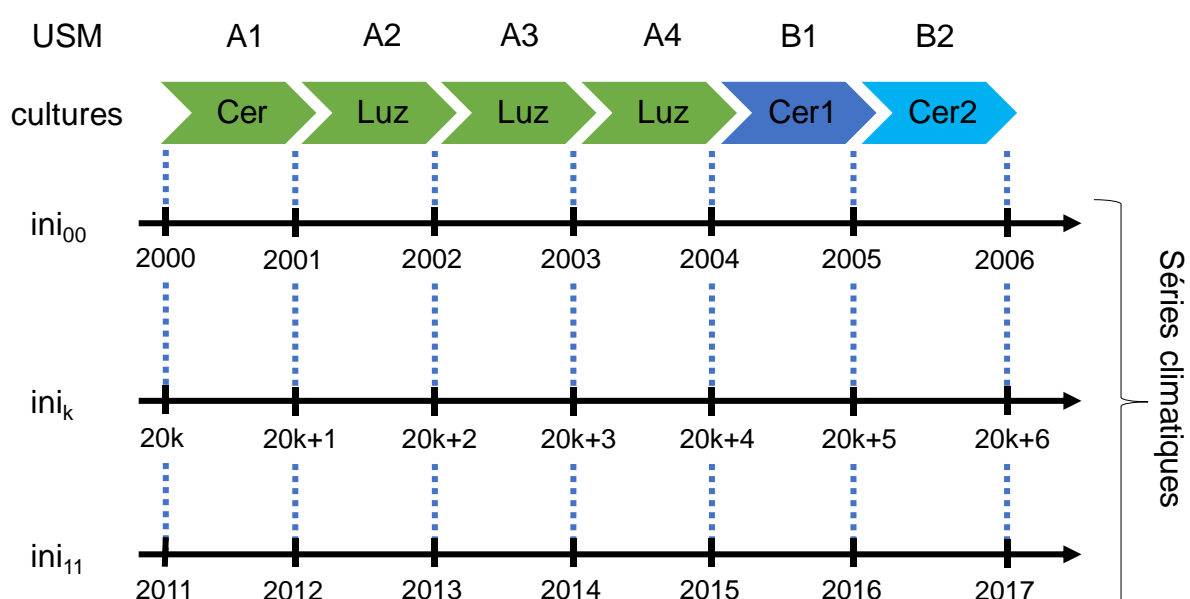 USM A1 A2 A3 A4 B1 B2
cultures Cer Luz Luz Luz Cer1 Cer2
ini00
2000 2001 2002 2003 2004 2005 2006
inik
20k 20k+1 20k+2 20k+3 20k+4 20k+5 20k+6
ini11
2011 2012 2013 2014 2015 2016 2017
Séries climatiques